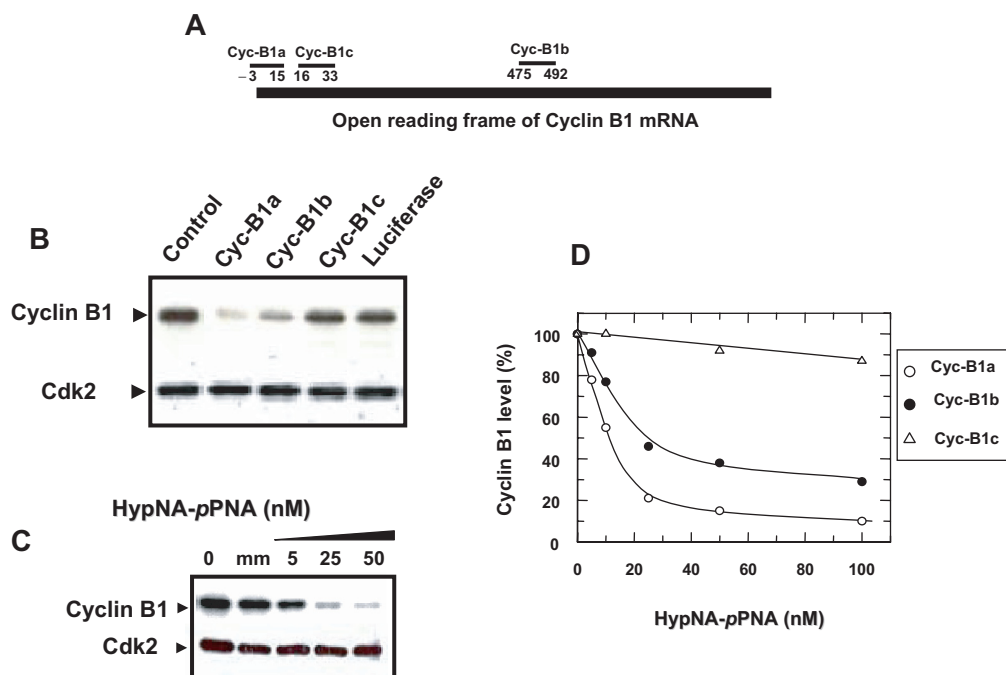 A
Cyc-B1a Cyc-B1c Cyc-B1b
–3 15 16 33 475 492
Open reading frame of Cyclin B1 mRNA
B
Control Cyc-B1a Cyc-B1b Cyc-B1c Luciferase
Cyclin B1
Cdk2
HypNA-pPNA (nM)
C
0 mm 5 25 50
Cyclin B1
Cdk2
D
Cyclin B1 level (%)
100
80
60
40
20
0
0 20 40 60 80 100
HypNA-pPNA (nM)
Cyc-B1a
Cyc-B1b
Cyc-B1c